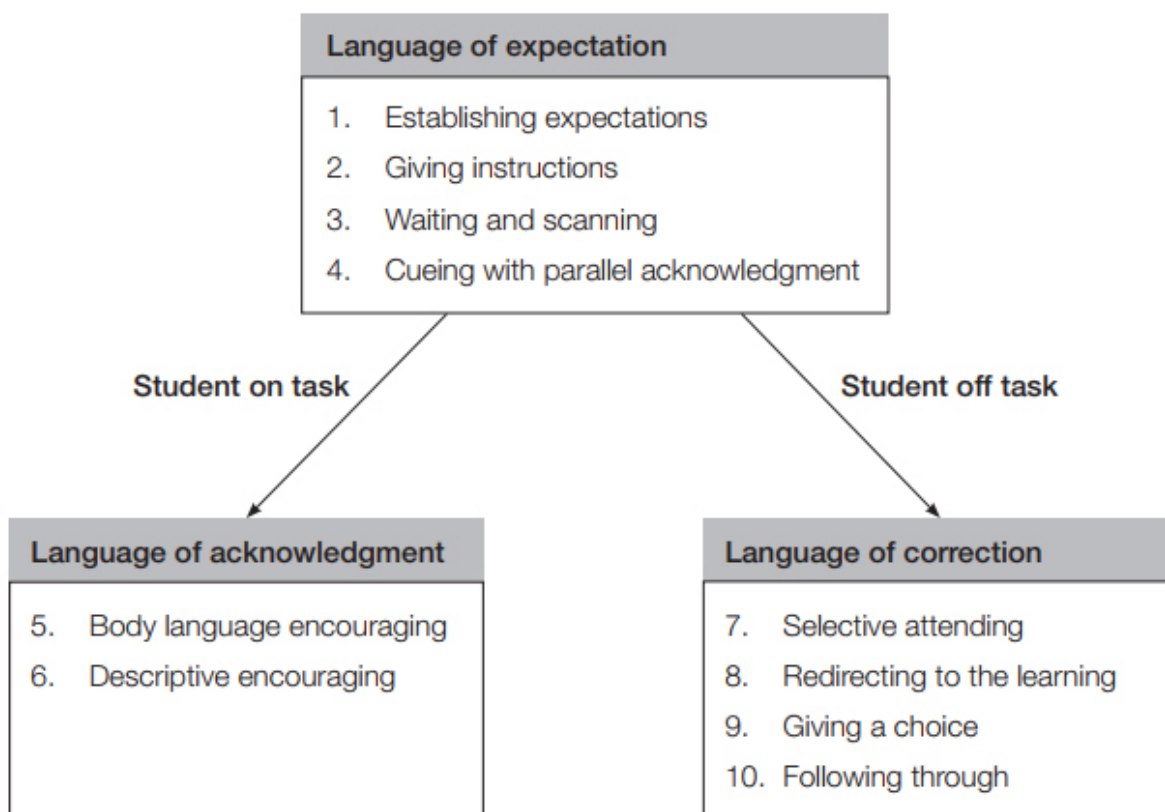 Language of expectation
1. Establishing expectations
2. Giving instructions
3. Waiting and scanning
4. Cueing with parallel acknowledgment
Student on task
Student off task
Language of acknowledgment
5. Body language encouraging
6. Descriptive encouraging
Language of correction
7. Selective attending
8. Redirecting to the learning
9. Giving a choice
10. Following through